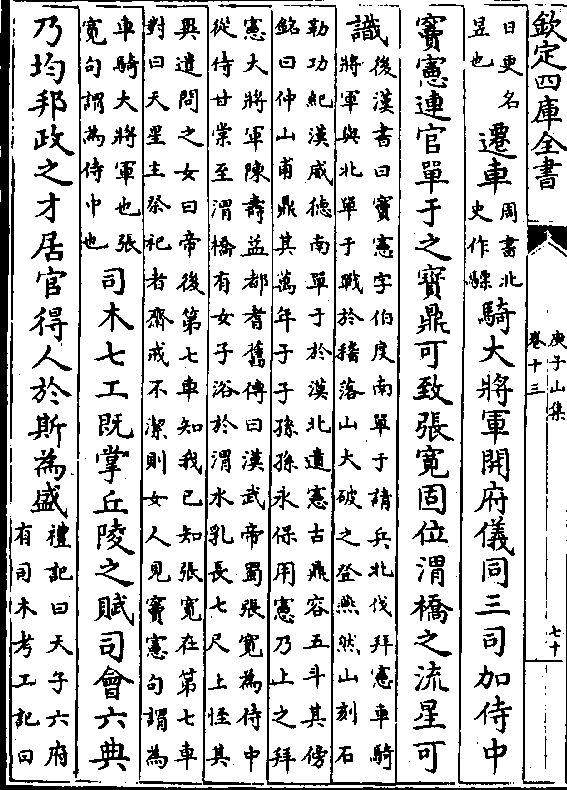 欽定四庫全書
庾子山集
卷十三
七十
日更名
昱也
遷車
周書北
史作驃
騎大將軍開府儀同三司加侍中
竇憲連官單于之寶鼎可致張寬固位渭橋之流星可
識
後漢書曰竇憲字伯度南單于請兵北伐拜憲車騎
將軍與北單于戰於稽落山大破之登燕然山刻石
勒功紀漢威德南單于於漢北遺憲古鼎容五斗其傍
銘曰仲山甫鼎其萬年子子孫孫永保用憲乃上之拜
憲大將軍陳壽益都耆舊傳曰漢武帝蜀張寬為侍中
從侍甘棠至渭橋有女子浴於渭水乳長七尺上怪其
異遣問之女曰帝後第七車知我已知張寬在第七車
對曰天星主祭祀者齋戒不潔則女人見竇憲句謂為
車騎大將軍也張
寬句謂為侍中也
司木七工既掌丘陵之賦司會六典
乃均邦政之才居官得人於斯為盛
禮記曰天子六府
有司木考工記曰